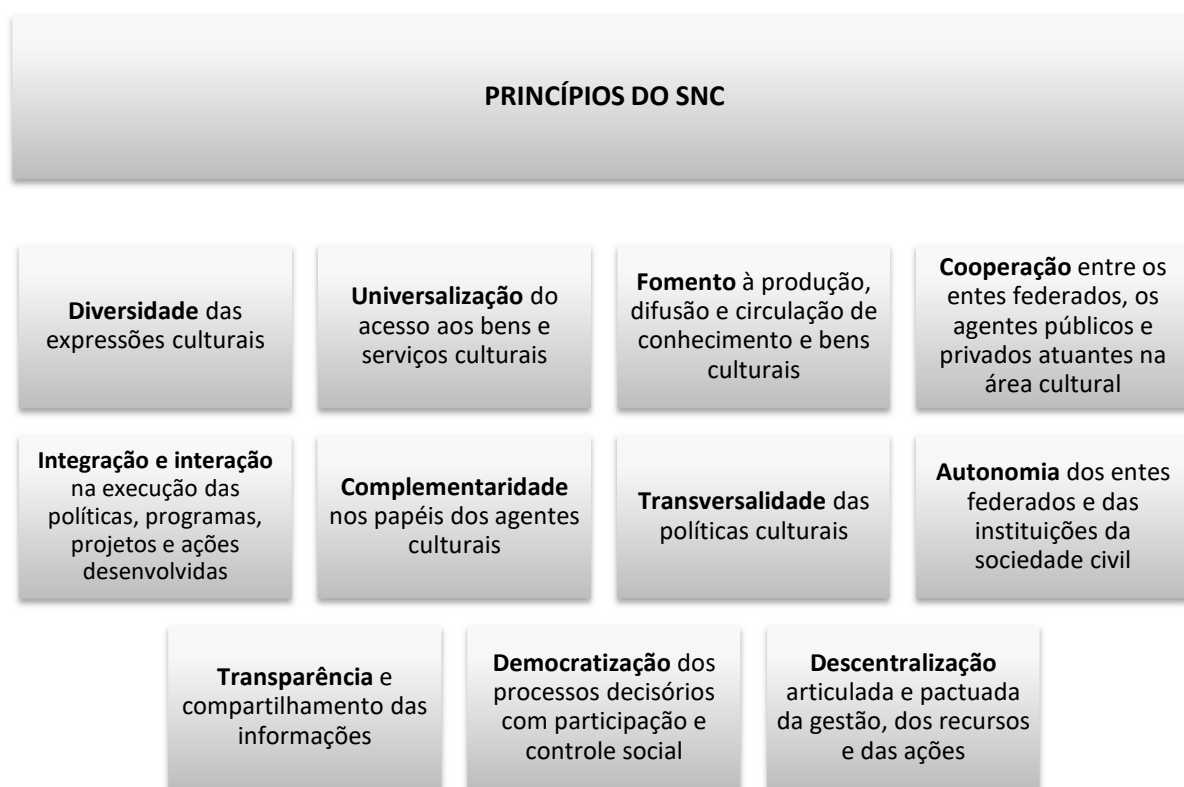 PRINCÍPIOS DO SNC
Diversidade das
expressões culturais
Universalização do
acesso aos bens e
serviços culturais
Fomento à produção,
difusão e circulação de
conhecimento e bens
culturais
Cooperação entre os
entes federados, os
agentes públicos e
privados atuantes na
área cultural
Integração e interação
na execução das
políticas, programas,
projetos e ações
desenvolvidas
Complementaridade
nos papéis dos agentes
culturais
Transversalidade das
políticas culturais
Autonomia dos entes
federados e das
instituições da
sociedade civil
Transparência e
compartilhamento das
informações
Democratização dos
processos decisórios
com participação e
controle social
Descentralização
articulada e pactuada
da gestão, dos recursos
e das ações